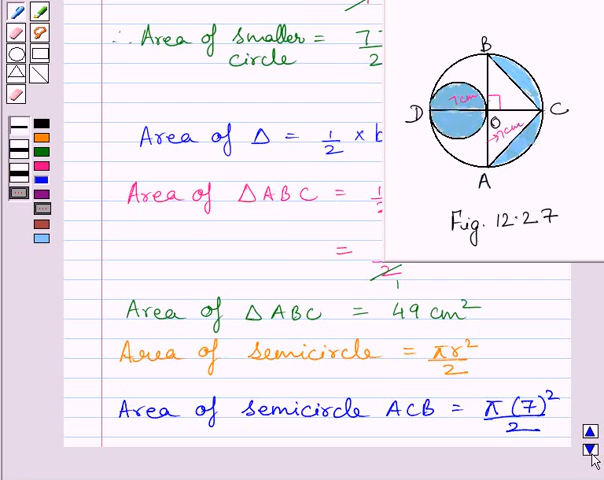 ∴ Area of smaller = 7
circle 2
Area of Δ = 1/2 × b
Area of ΔABC = 1/2
=
2
1
Area of ΔABC = 49 cm²
Area of semicircle = πr²/2
Area of semicircle ACB = π(7)²/2
B
7cm
D
O
C
7cm
A
Fig. 12.27